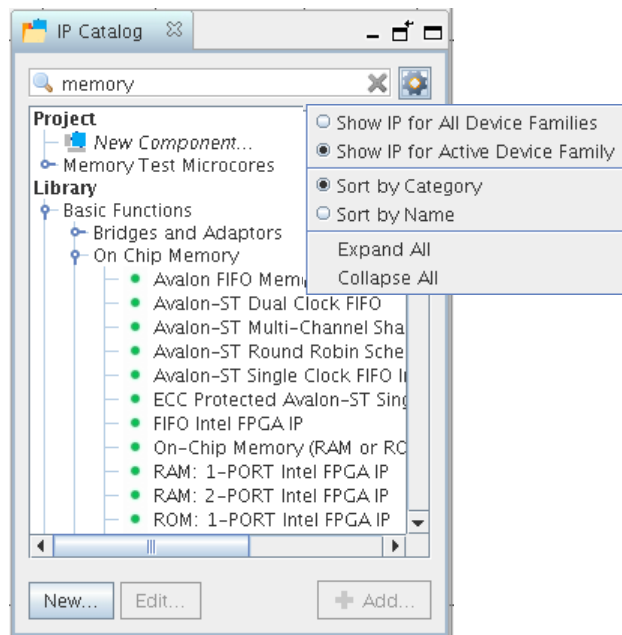 IP Catalog
memory
Project
New Component...
Memory Test Microcores
Library
Basic Functions
Bridges and Adaptors
On Chip Memory
Avalon FIFO Mem
Avalon-ST Dual Clock FIFO
Avalon-ST Multi-Channel Sha
Avalon-ST Round Robin Sche
Avalon-ST Single Clock FIFO I
ECC Protected Avalon-ST Sing
FIFO Intel FPGA IP
On-Chip Memory (RAM or RO
RAM: 1-PORT Intel FPGA IP
RAM: 2-PORT Intel FPGA IP
ROM: 1-PORT Intel FPGA IP
Show IP for All Device Families
Show IP for Active Device Family
Sort by Category
Sort by Name
Expand All
Collapse All
New...
Edit...
Add...